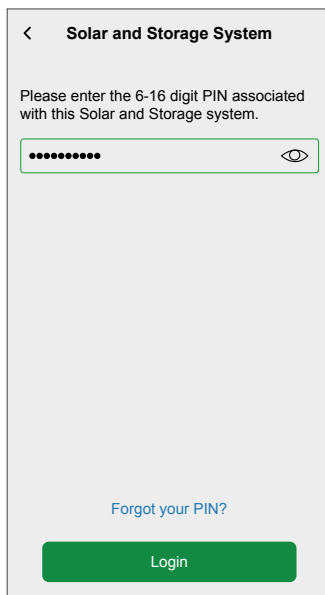 Solar and Storage System
Please enter the 6-16 digit PIN associated
with this Solar and Storage system.
••••••••••
Forgot your PIN?
Login